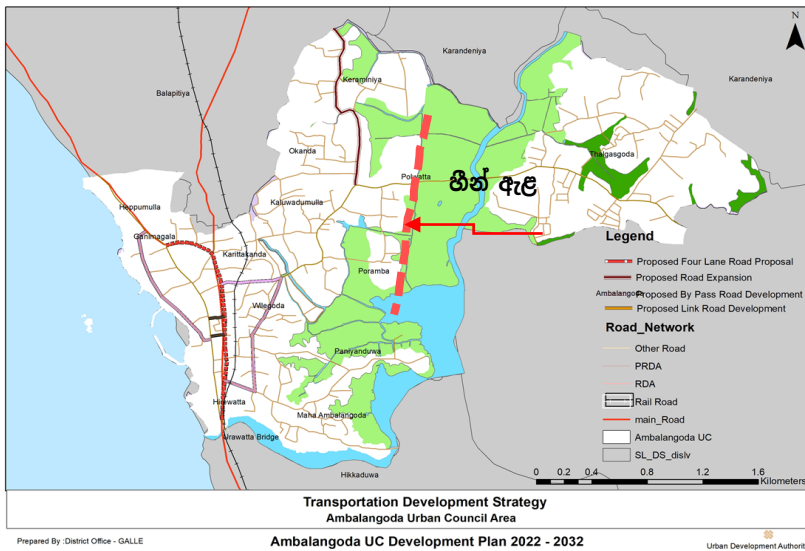 N
Karandeniya
Keraminiya
Karandeniya
Balapitiya
Okanda
Thalgasgoda
Polwatta
හීන් ඇළ
Heppumulla
Kaluwadumulla
Ganimagala
Karittakanda
Poramba
Wilegoda
Paniyanduwa
Hirewatta
Maha Ambalangoda
Urawatta Bridge
Hikkaduwa
Legend
Proposed Four Lane Road Proposal
Proposed Road Expansion
Ambalangoda
Proposed By Pass Road Development
Proposed Link Road Development
Road_Network
Other Road
PRDA
RDA
Rail Road
main_Road
Ambalangoda UC
SL_DS_dislv
0 0.2 0.4 0.8 1.2 1.6
Kilometers
Transportation Development Strategy
Ambalangoda Urban Council Area
Prepared By :District Office - GALLE
Ambalangoda UC Development Plan 2022 - 2032
Urban Development Authorit